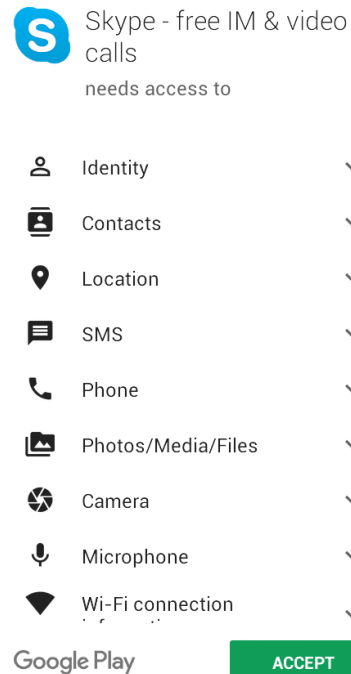 Skype - free IM & video
calls
needs access to
Identity
Contacts
Location
SMS
Phone
Photos/Media/Files
Camera
Microphone
Wi-Fi connection
Google Play
ACCEPT